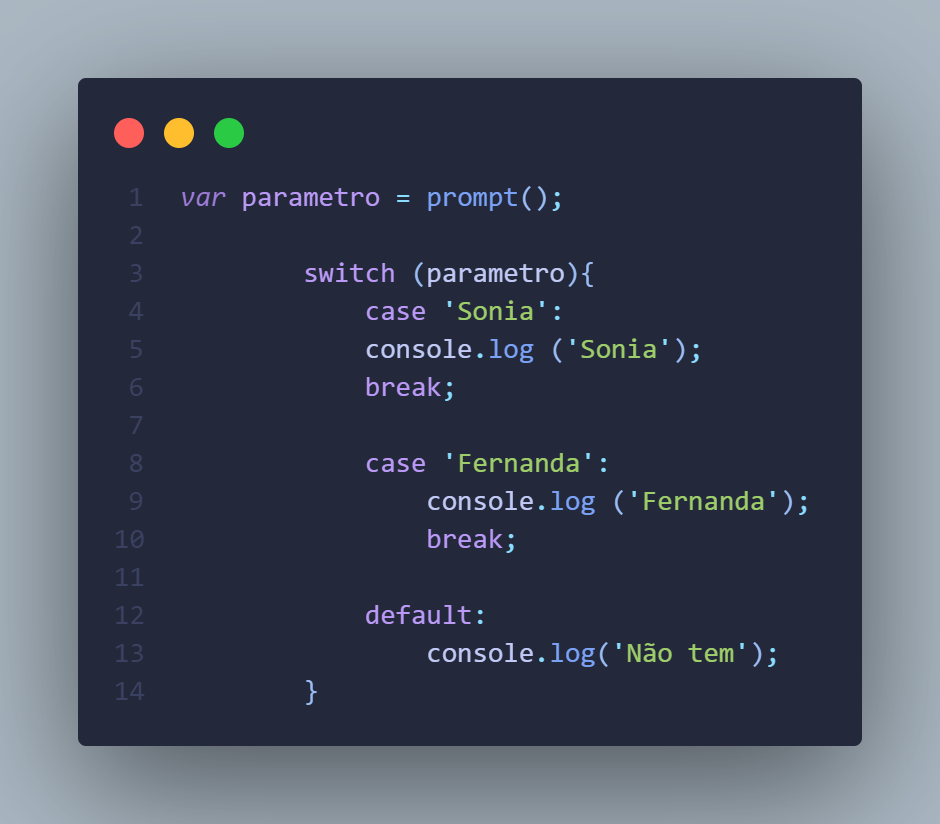 1 var parametro = prompt();
2
3 switch (parametro){
4 case 'Sonia':
5 console.log ('Sonia');
6 break;
7
8 case 'Fernanda':
9 console.log ('Fernanda');
10 break;
11
12 default:
13 console.log('Não tem');
14 }